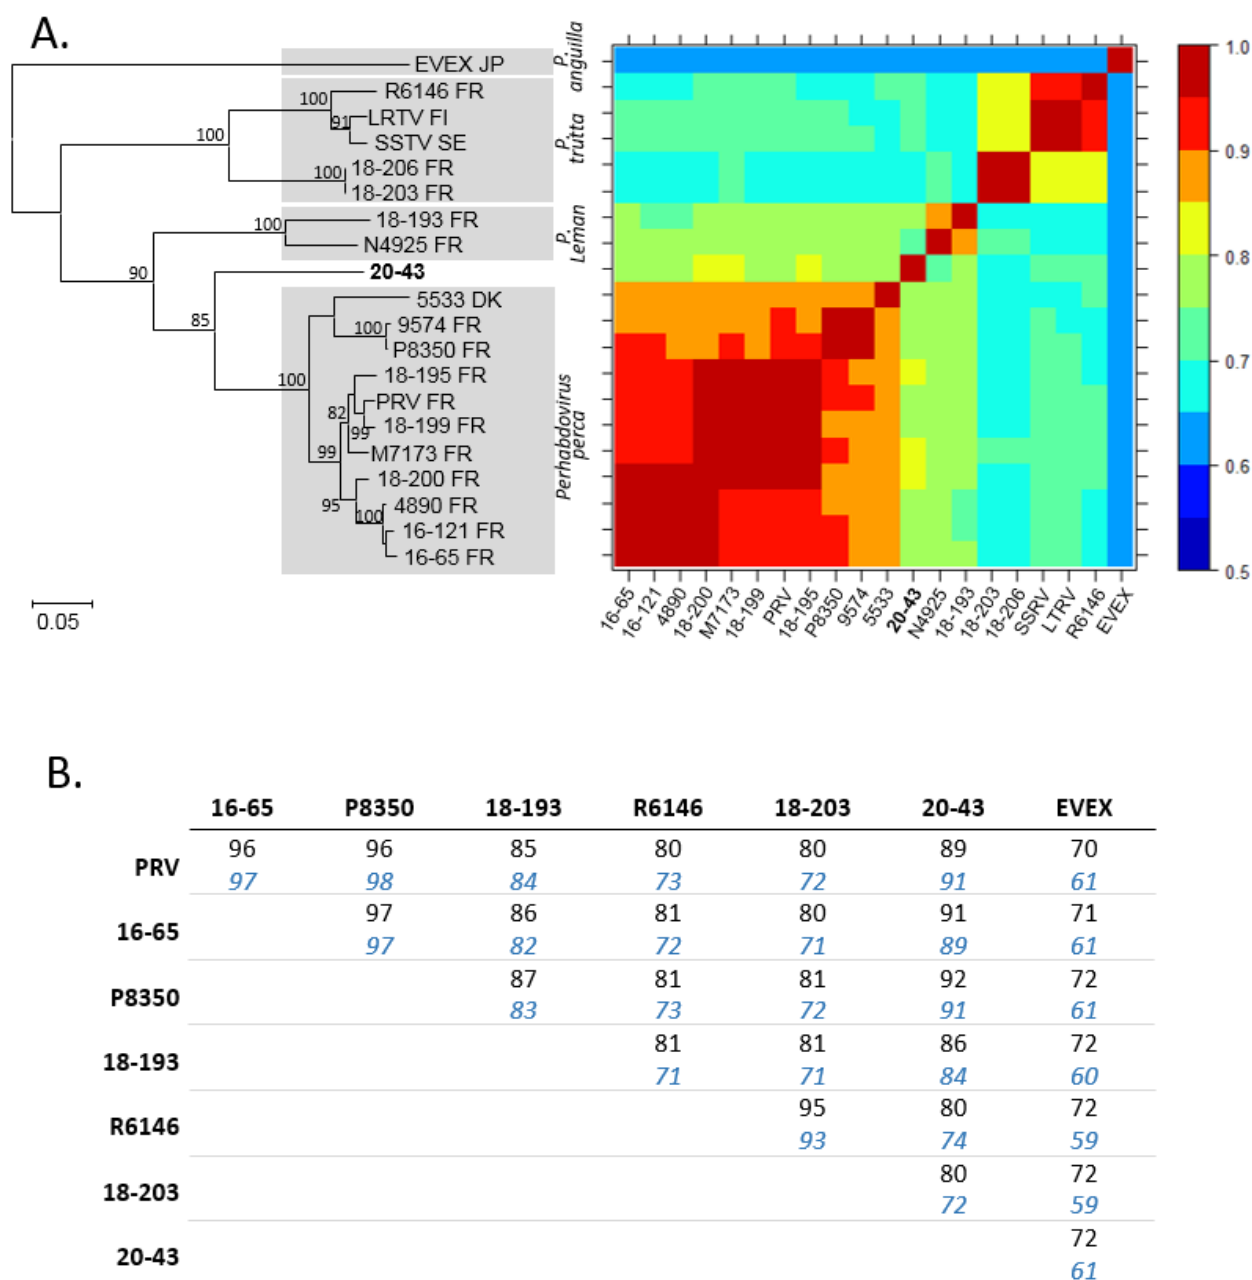 A.
EVEX JP
R6146 FR
LRTV FI
SSTV SE
18-206 FR
18-203 FR
18-193 FR
N4925 FR
20-43
5533 DK
9574 FR
P8350 FR
18-195 FR
PRV FR
18-199 FR
M7173 FR
18-200 FR
4890 FR
16-121 FR
16-65 FR
100
91
100
100
100
90
85
100
100
82
99
99
95
100
0.05
P. anguilla
P. trutta
P. Leman
Perhabdovirus perca
16-65
16-121
4890
18-200
M7173
18-199
PRV
18-195
P8350
9574
5533
20-43
N4925
18-193
18-203
18-206
SSRV
LTRV
R6146
EVEX
1.0
0.9
0.8
0.7
0.6
0.5
B.
16-65 P8350 18-193 R6146 18-203 20-43 EVEX
PRV
96 96 85 80 80 89 70
97 98 84 73 72 91 61
16-65
97 86 81 80 91 71
97 82 72 71 89 61
P8350
87 81 81 92 72
83 73 72 91 61
18-193
81 81 86 72
71 71 84 60
R6146
95 80 72
93 74 59
18-203
80 72
72 59
20-43
72
61